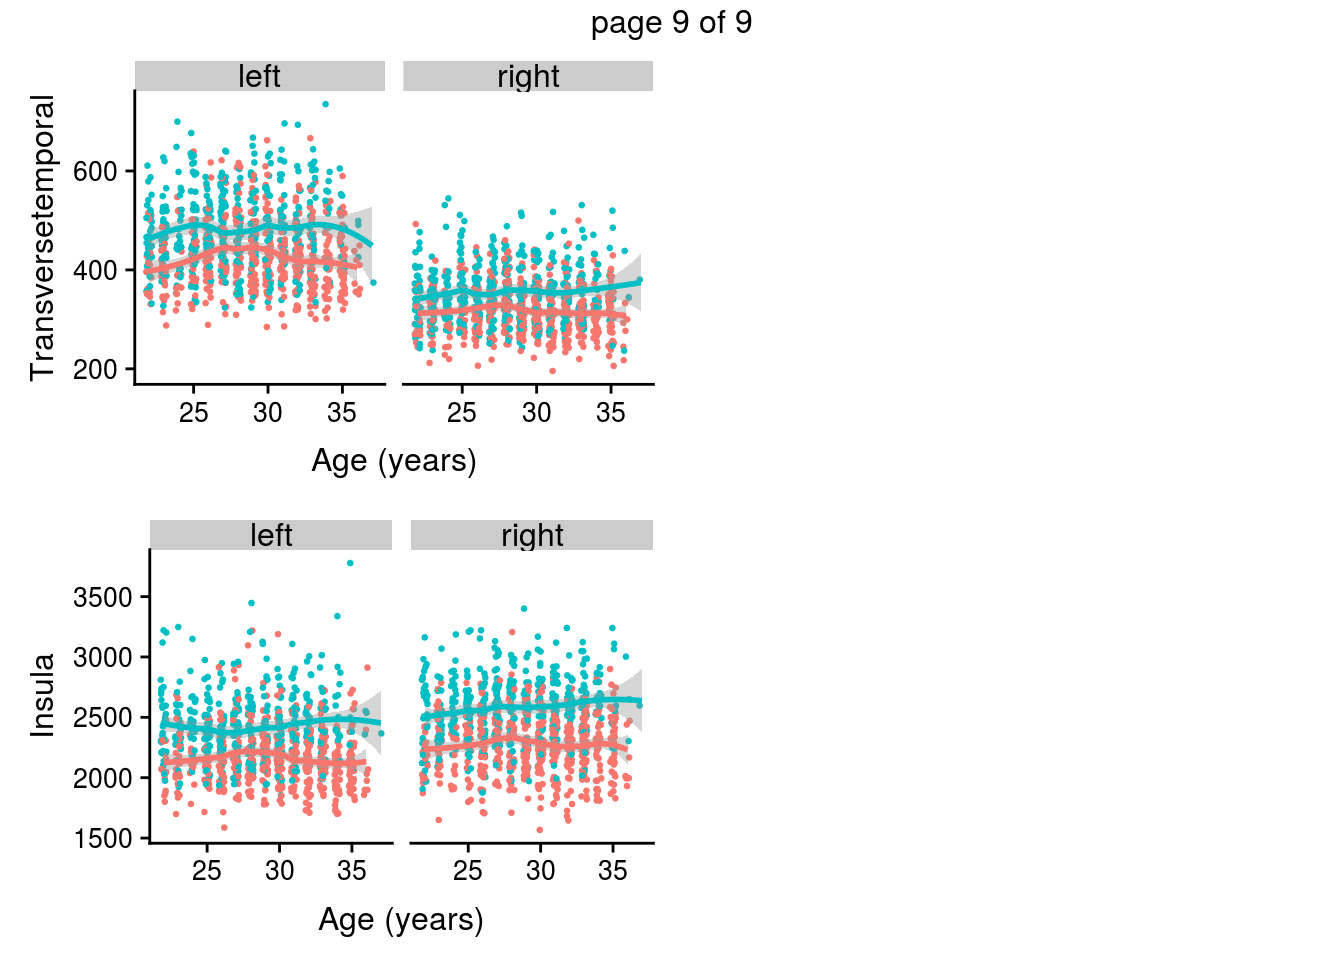 page 9 of 9
left right
Transversetemporal
600
400
200
25 30 35 25 30 35
Age (years)
left right
Insula
3500
3000
2500
2000
1500
25 30 35 25 30 35
Age (years)